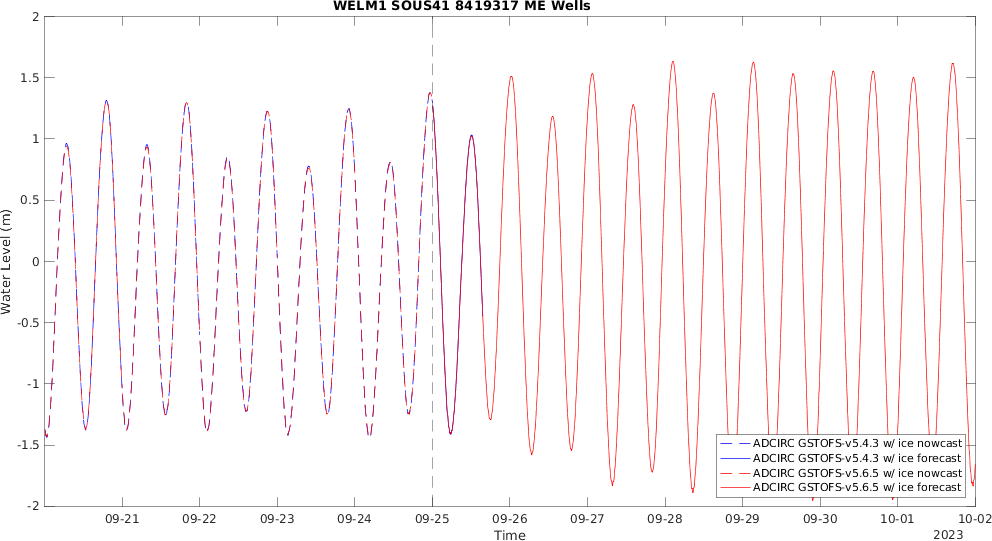 WELM1 SOUS41 8419317 ME Wells
2
1.5
1
0.5
0
-0.5
-1
-1.5
-2
Water Level (m)
ADCIRC GSTOFS-v5.4.3 w/ ice nowcast
ADCIRC GSTOFS-v5.4.3 w/ ice forecast
ADCIRC GSTOFS-v5.6.5 w/ ice nowcast
ADCIRC GSTOFS-v5.6.5 w/ ice forecast
09-21 09-22 09-23 09-24 09-25 09-26 09-27 09-28 09-29 09-30 10-01 10-02
Time
2023